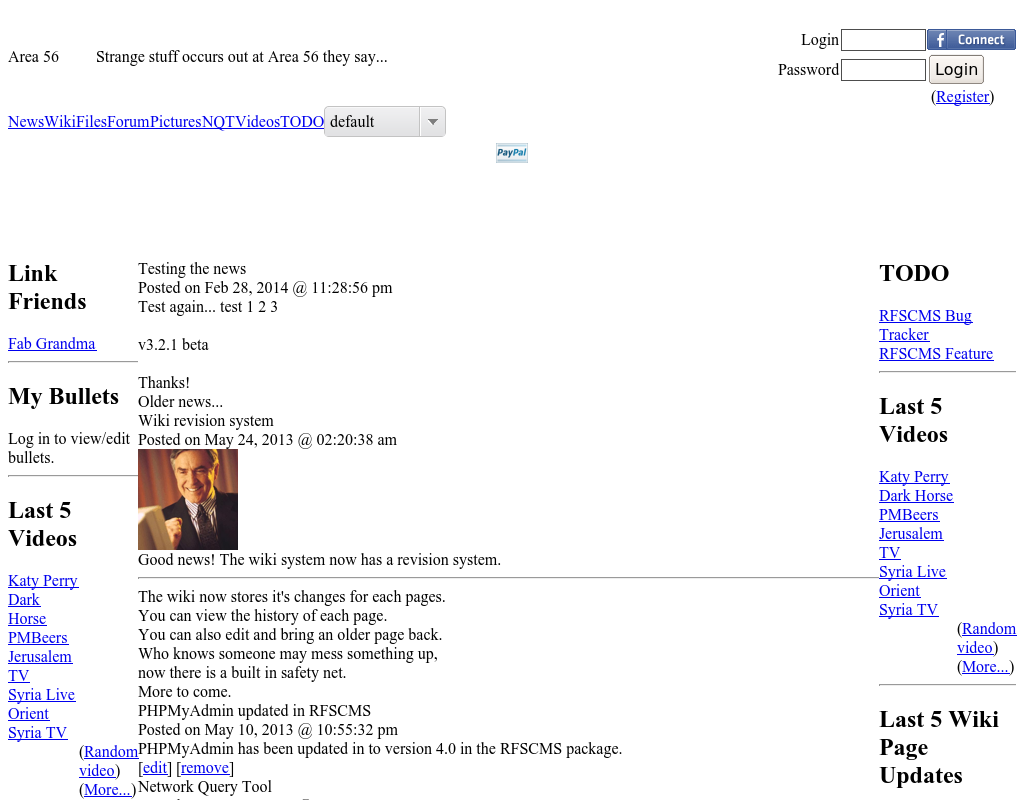 Area 56
Strange stuff occurs out at Area 56 they say...
Login
Connect
Password
Login
(Register)
NewsWikiFilesForumPicturesNQTVideosTODO
default
PayPal
Link
Friends
Fab Grandma
My Bullets
Log in to view/edit
bullets.
Last 5
Videos
Katy Perry
Dark
Horse
PMBeers
Jerusalem
TV
Syria Live
Orient
Syria TV
(Random
video)
(More...)
Testing the news
Posted on Feb 28, 2014 @ 11:28:56 pm
Test again... test 1 2 3
v3.2.1 beta
Thanks!
Older news...
Wiki revision system
Posted on May 24, 2013 @ 02:20:38 am
Good news! The wiki system now has a revision system.
The wiki now stores it's changes for each pages.
You can view the history of each page.
You can also edit and bring an older page back.
Who knows someone may mess something up,
now there is a built in safety net.
More to come.
PHPMyAdmin updated in RFSCMS
Posted on May 10, 2013 @ 10:55:32 pm
PHPMyAdmin has been updated in to version 4.0 in the RFSCMS package.
[edit] [remove]
Network Query Tool
TODO
RFSCMS Bug
Tracker
RFSCMS Feature
Last 5
Videos
Katy Perry
Dark Horse
PMBeers
Jerusalem
TV
Syria Live
Orient
Syria TV
(Random
video)
(More...)
Last 5 Wiki
Page
Updates